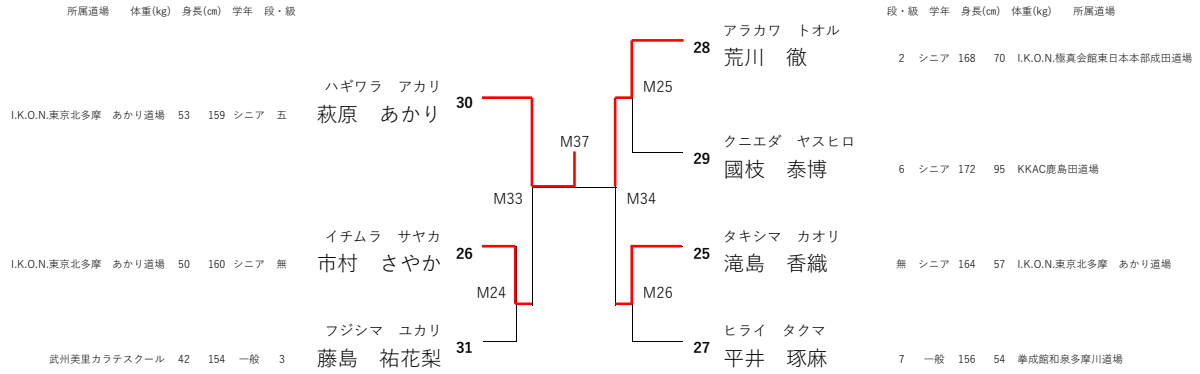 所属道場 体重(kg) 身長(cm) 学年 段・級
段・級 学年 身長(cm) 体重(kg) 所属道場
アラカワ トオル
28 荒川 徹 2 シニア 168 70 I.K.O.N.極真会館東日本本部成田道場
ハギワラ アカリ
I.K.O.N.東京北多摩 あかり道場 53 159 シニア 五 萩原 あかり 30
M25
M37
クニエダ ヤスヒロ
29 國枝 泰博 6 シニア 172 95 KKAC鹿島田道場
M33
M34
イチムラ サヤカ
I.K.O.N.東京北多摩 あかり道場 50 160 シニア 無 市村 さやか 26
タキシマ カオリ
25 滝島 香織 無 シニア 164 57 I.K.O.N.東京北多摩 あかり道場
M24
M26
フジシマ ユカリ
武州美里カラテスクール 42 154 一般 3 藤島 祐花梨 31
ヒライ タクマ
27 平井 琢麻 7 一般 156 54 拳成館和泉多摩川道場